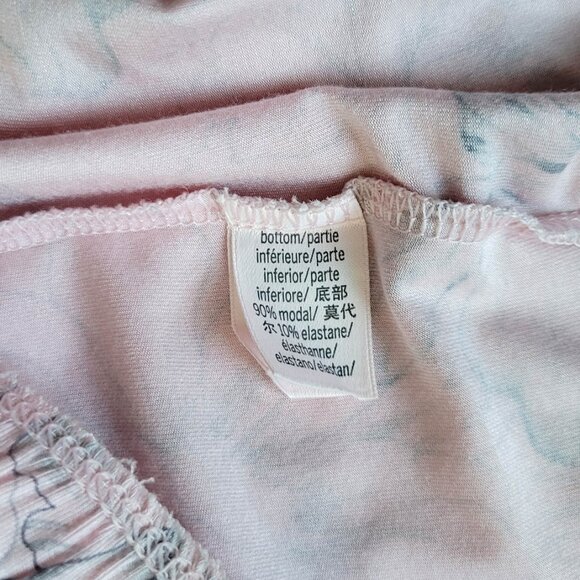 bottom/partie
inférieure/parte
inferior/parte
inferiore/ 底部
90% modal/ 莫代
尔 10% elastane/
élasthanne/
elastano/elastan/